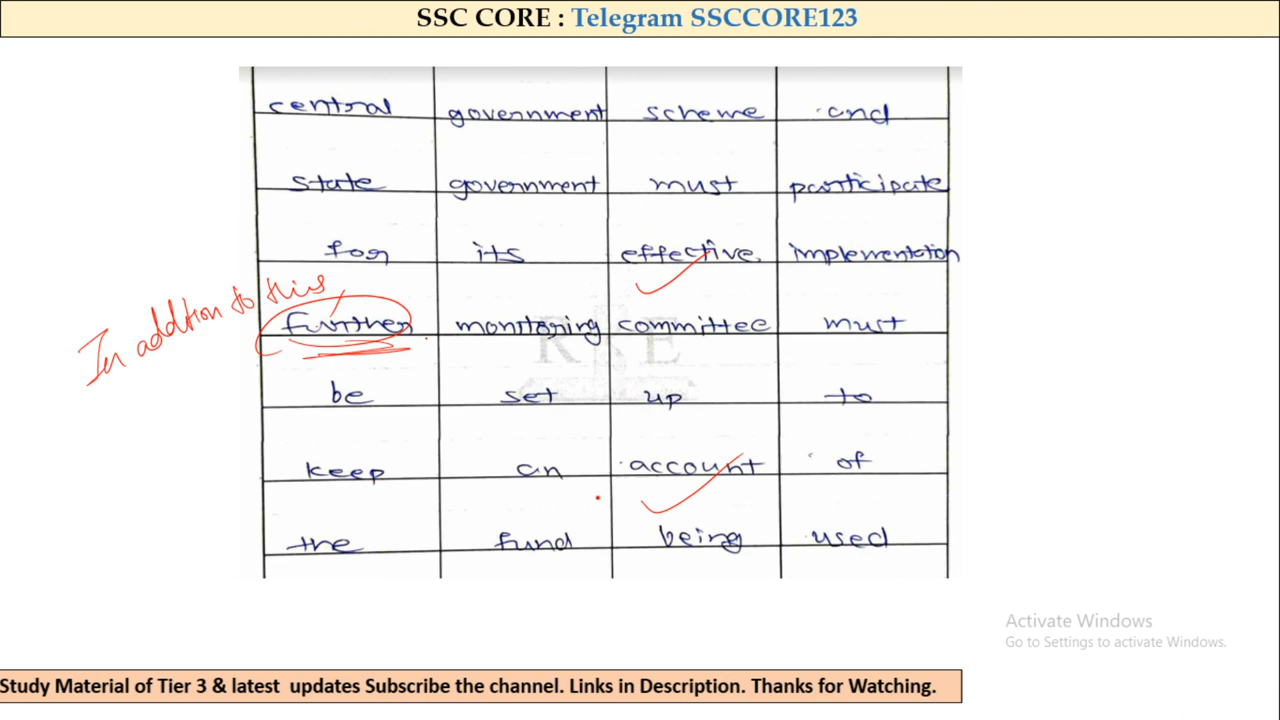 SSC CORE : Telegram SSCCORE123
central government scheme and
state government must participate
for its effective implementation
In addtion to this
further monitoring committee must
R E
be set up to
keep an account of
the fund being used
Activate Windows
Go to Settings to activate Windows.
Study Material of Tier 3 & latest updates Subscribe the channel. Links in Description. Thanks for Watching.